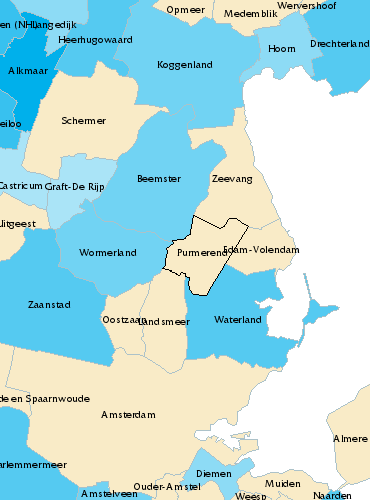 Opmeer
Wervershoof
Medemblik
en (NH)
angedijk
Heerhugowaard
Hoorn
Drechterland
Koggenland
Alkmaar
Schermer
eiloo
Beemster
Zeevang
Castricum
Graft-De Rijp
Uitgeest
Wormerland
Purmerend
Edam-Volendam
Zaanstad
Oostzaan
Landsmeer
Waterland
de en Spaarnwoude
Amsterdam
Almere
arlemmermeer
Diemen
Ouder-Amstel
Muiden
Amstelveen
Weesp
Naarden